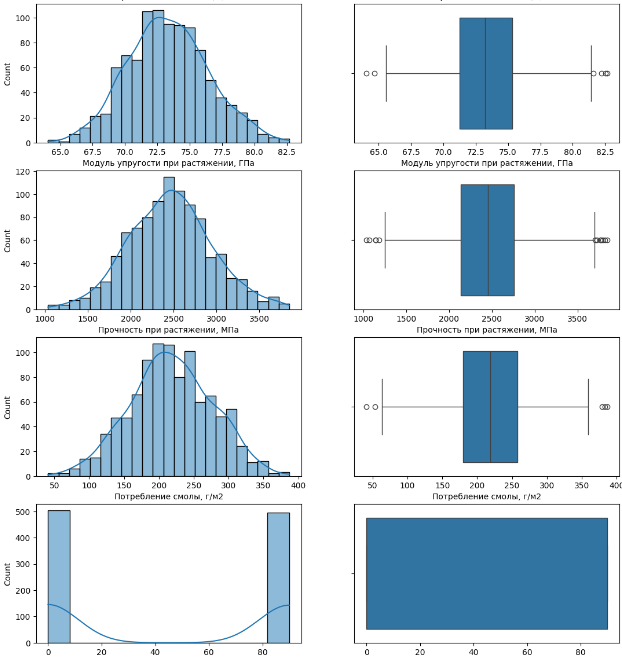 100
80
60
40
20
0
Count
65.0 67.5 70.0 72.5 75.0 77.5 80.0 82.5
65.0 67.5 70.0 72.5 75.0 77.5 80.0 82.5
Модуль упругости при растяжении, ГПа
Модуль упругости при растяжении, ГПа
120
100
80
60
40
20
0
Count
1000 1500 2000 2500 3000 3500
1000 1500 2000 2500 3000 3500
Прочность при растяжении, МПа
Прочность при растяжении, МПа
100
80
60
40
20
0
Count
50 100 150 200 250 300 350 400
50 100 150 200 250 300 350 400
Потребление смолы, г/м2
Потребление смолы, г/м2
500
400
300
200
100
0
Count
0 20 40 60 80
0 20 40 60 80